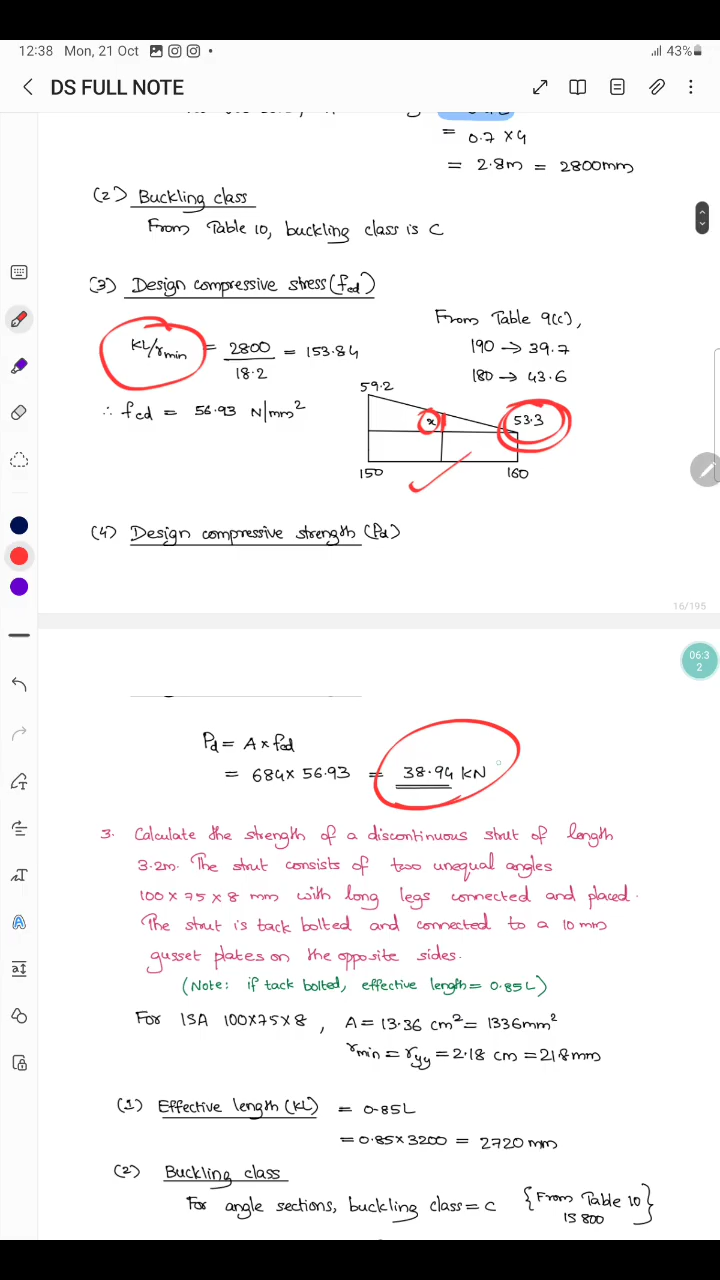 12:38 Mon, 21 Oct
43%
DS FULL NOTE
= 0.7 x 4
= 2.8m = 2800mm
(2) Buckling class
From Table 10, buckling class is C
(3) Design compressive stress (fcd)
KL/rmin = 2800/18.2 = 153.84
∴ fcd = 56.93 N/mm²
From Table 9(c),
190 → 39.7
180 → 43.6
59.2
x
53.3
150
160
(4) Design compressive strength (Pd)
16/195
06:3
2
Pd = A x fcd
= 684 x 56.93 = 38.94 KN
3. Calculate the strength of a discontinuous strut of length
3.2m. The strut consists of two unequal angles
100 x 75 x 8 mm with long legs connected and placed.
The strut is tack bolted and connected to a 10 mm
gusset plates on the opposite sides.
(Note: if tack bolted, effective length = 0.85L)
For ISA 100x75x8, A = 13.36 cm² = 1336mm²
rmin = ryy = 2.18 cm = 21.8mm
(1) Effective length (KL) = 0.85L
= 0.85 x 3200 = 2720 mm
(2) Buckling class
For angle sections, buckling class = C {From Table 10}
IS 800